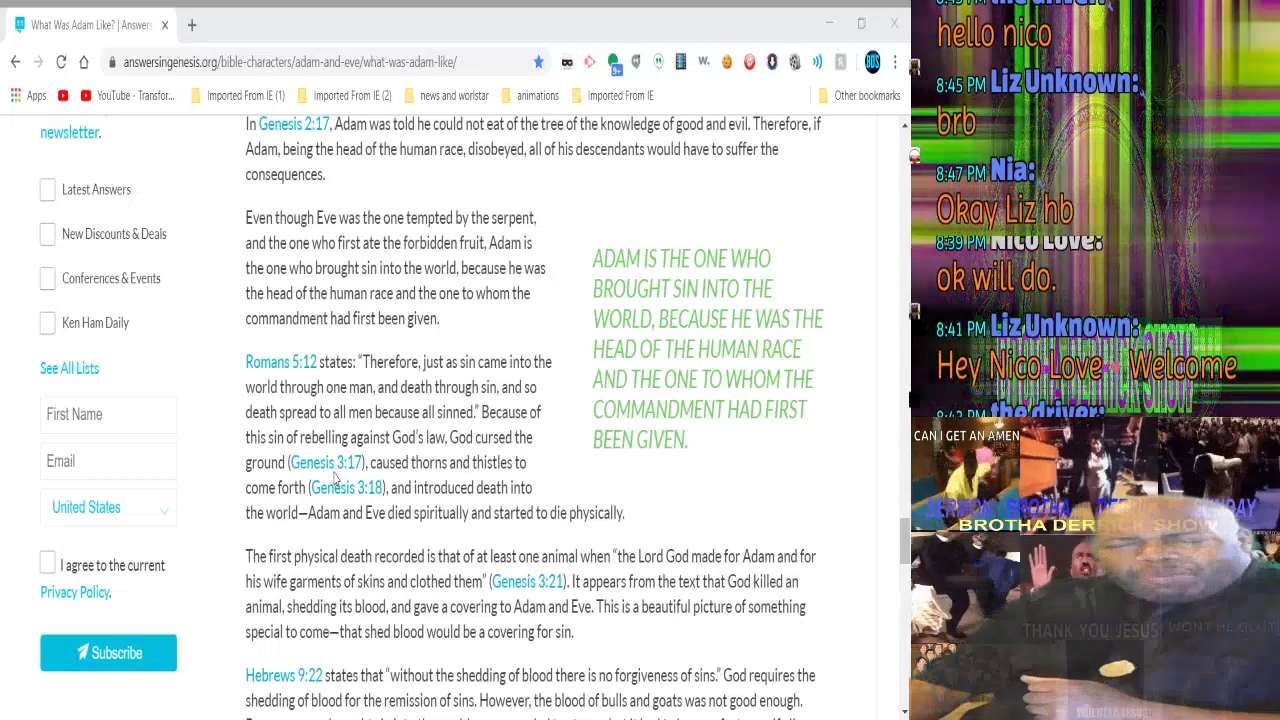 What Was Adam Like? | Answers
answersingenesis.org/bible-characters/adam-and-eve/what-was-adam-like/
9+
W.
BDS
Apps
YouTube - Transfor...
Imported From IE (1)
Imported From IE (2)
news and worlstar
animations
Imported From IE
Other bookmarks
newsletter.
Latest Answers
New Discounts & Deals
Conferences & Events
Ken Ham Daily
See All Lists
First Name
Email
United States
I agree to the current
Privacy Policy.
Subscribe
In Genesis 2:17, Adam was told he could not eat of the tree of the knowledge of good and evil. Therefore, if
Adam, being the head of the human race, disobeyed, all of his descendants would have to suffer the
consequences.
Even though Eve was the one tempted by the serpent,
and the one who first ate the forbidden fruit, Adam is
the one who brought sin into the world, because he was
the head of the human race and the one to whom the
commandment had first been given.
ADAM IS THE ONE WHO
BROUGHT SIN INTO THE
WORLD, BECAUSE HE WAS THE
HEAD OF THE HUMAN RACE
AND THE ONE TO WHOM THE
COMMANDMENT HAD FIRST
BEEN GIVEN.
Romans 5:12 states: “Therefore, just as sin came into the
world through one man, and death through sin, and so
death spread to all men because all sinned.” Because of
this sin of rebelling against God’s law, God cursed the
ground (Genesis 3:17), caused thorns and thistles to
come forth (Genesis 3:18), and introduced death into
the world—Adam and Eve died spiritually and started to die physically.
The first physical death recorded is that of at least one animal when “the Lord God made for Adam and for
his wife garments of skins and clothed them” (Genesis 3:21). It appears from the text that God killed an
animal, shedding its blood, and gave a covering to Adam and Eve. This is a beautiful picture of something
special to come—that shed blood would be a covering for sin.
Hebrews 9:22 states that “without the shedding of blood there is no forgiveness of sins.” God requires the
shedding of blood for the remission of sins. However, the blood of bulls and goats was not good enough.
hello nico
8:45 PM Liz Unknown:
brb
8:47 PM Nia:
Okay Liz hb
8:39 PM Nico Love:
ok will do.
8:41 PM Liz Unknown:
Hey Nico Love Welcome
the driver:
CAN I GET AN AMEN
SERMON BROTHA
BROTHA DERRICK SHOW
THANK YOU JESUS